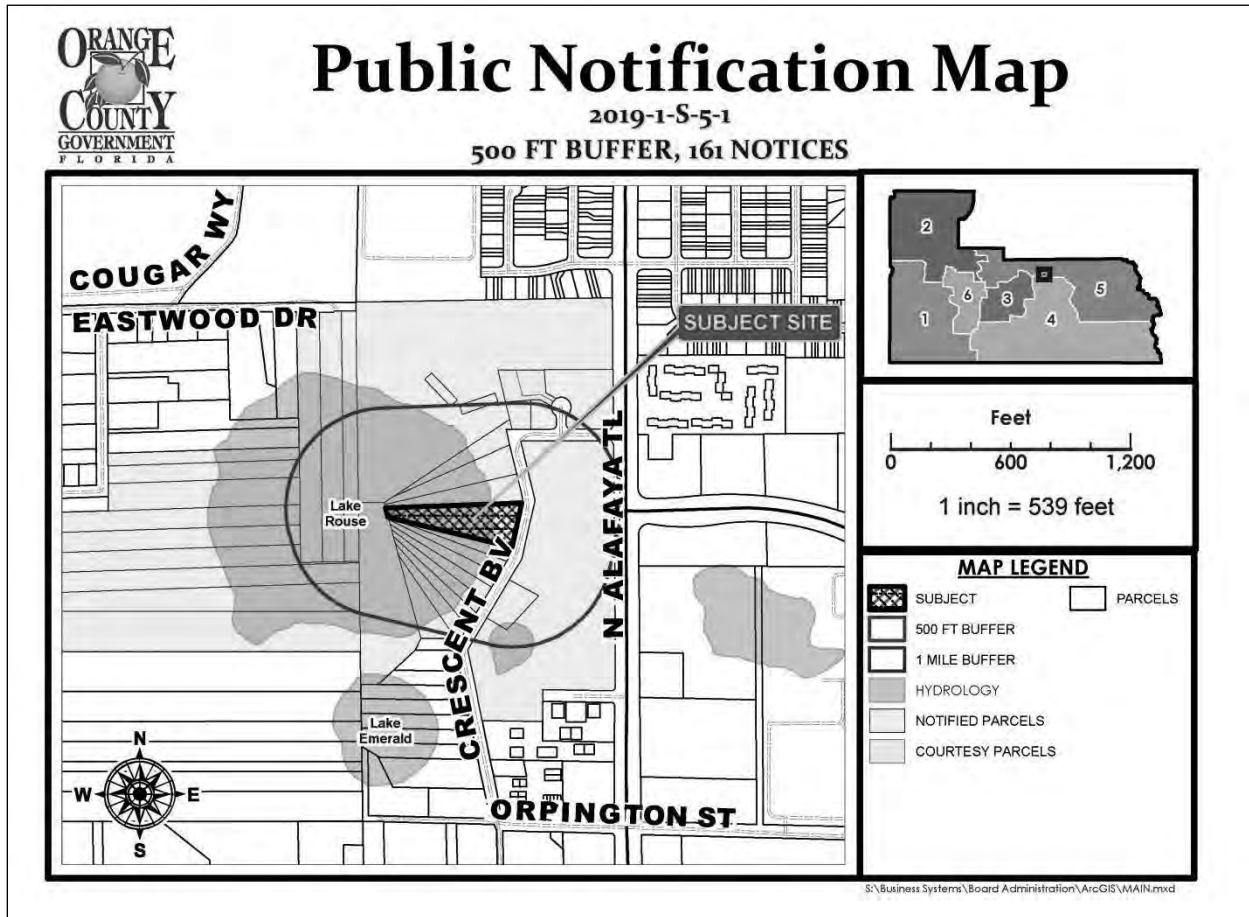 ORANGE
COUNTY
GOVERNMENT
FLORIDA
Public Notification Map
2019-1-S-5-1
500 FT BUFFER, 161 NOTICES
COUGAR WY
EASTWOOD DR
SUBJECT SITE
N ALAFAYA TL
Lake
Rouse
CRESCENT BV
Lake
Emerald
ORPINGTON ST
N
W
E
S
2
1
6
3
4
5
Feet
0 600 1,200
1 inch = 539 feet
MAP LEGEND
SUBJECT
PARCELS
500 FT BUFFER
1 MILE BUFFER
HYDROLOGY
NOTIFIED PARCELS
COURTESY PARCELS
S:\Business Systems\Board Administration\ArcGIS\MAIN.mxd